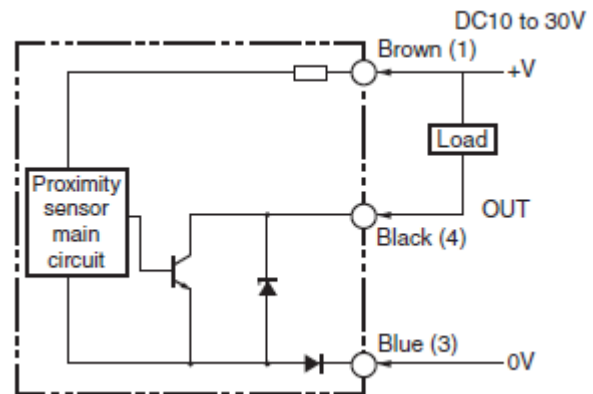 DC10 to 30V
Brown (1)
+V
Load
Proximity
sensor
main
circuit
OUT
Black (4)
Blue (3)
0V